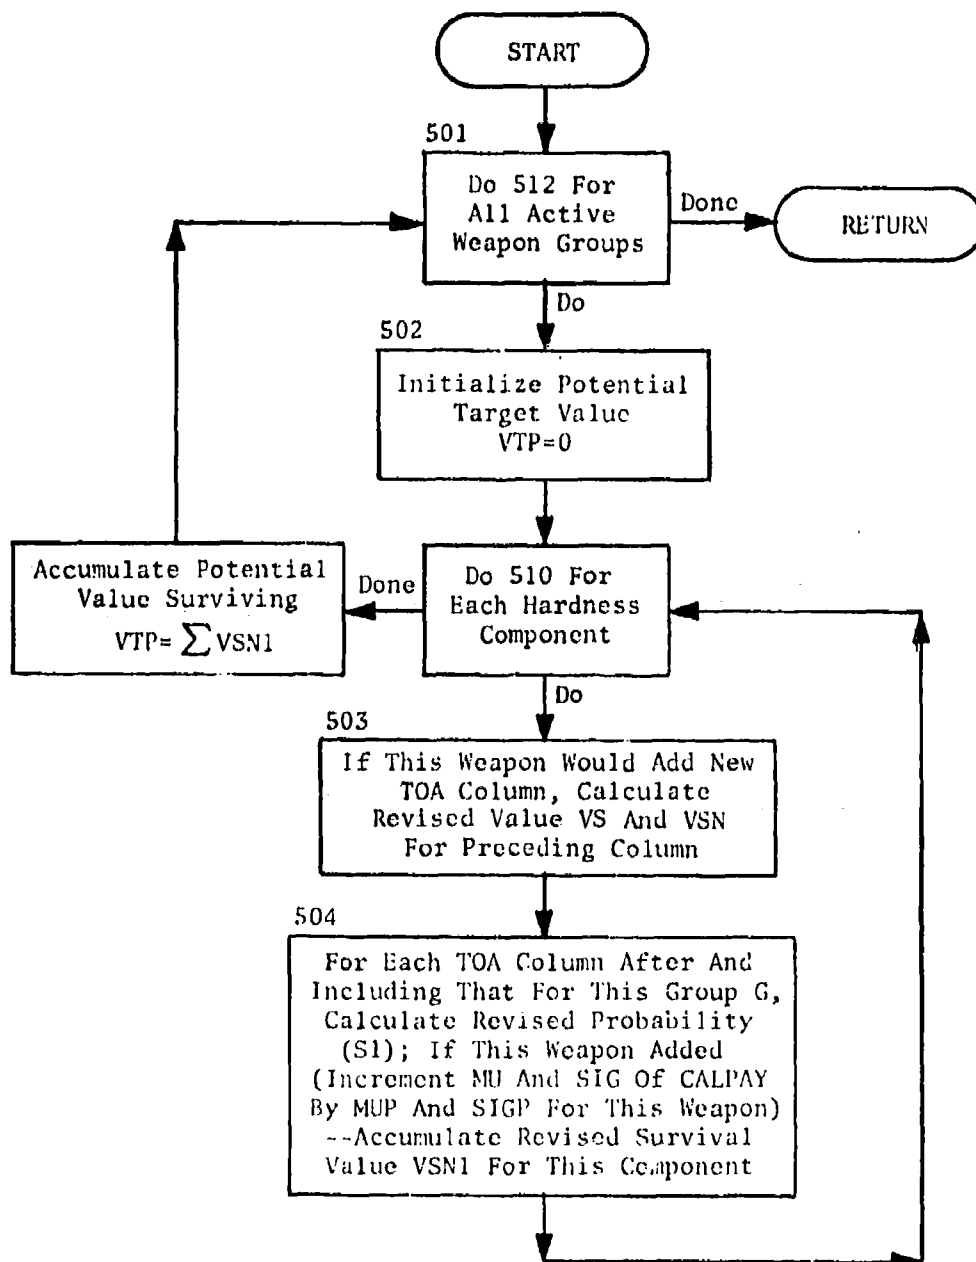 START
501
Do 512 For
All Active
Weapon Groups
Done
RETURN
Do
502
Initialize Potential
Target Value
VTP=0
Accumulate Potential
Value Surviving
VTP= ∑ VSN1
Done
Do 510 For
Each Hardness
Component
Do
503
If This Weapon Would Add New
TOA Column, Calculate
Revised Value VS And VSN
For Preceding Column
504
For Each TOA Column After And
Including That For This Group G,
Calculate Revised Probability
(S1); If This Weapon Added
(Increment MU And SIG Of CALPAY
By MUP And SIGP For This Weapon)
--Accumulate Revised Survival
Value VSN1 For This Component